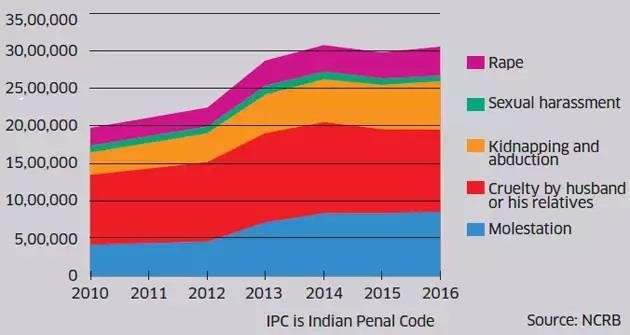 35,00,000
30,00,000
25,00,000
20,00,000
15,00,000
10,00,000
5,00,000
0
2010 2011 2012 2013 2014 2015 2016
Rape
Sexual harassment
Kidnapping and
abduction
Cruelty by husband
or his relatives
Molestation
IPC is Indian Penal Code
Source: NCRB